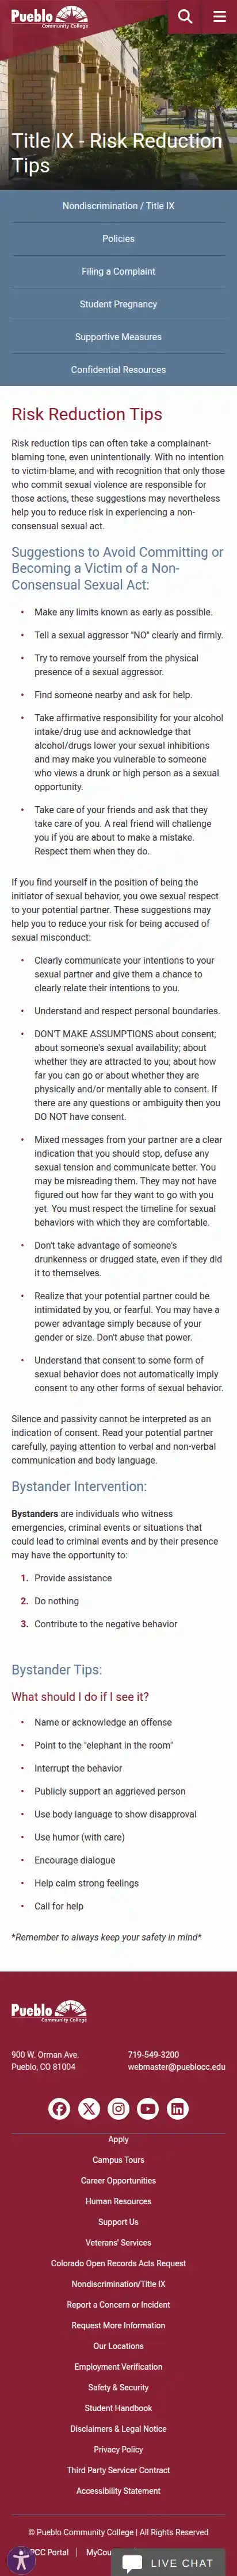 Pueblo
Community College
Title IX - Risk Reduction
Tips
Nondiscrimination / Title IX
Policies
Filing a Complaint
Student Pregnancy
Supportive Measures
Confidential Resources
Risk Reduction Tips
Risk reduction tips can often take a complainant-
blaming tone, even unintentionally. With no intention
to victim-blame, and with recognition that only those
who commit sexual violence are responsible for
those actions, these suggestions may nevertheless
help you to reduce your risk in experiencing a non-
consensual sexual act.
Suggestions to Avoid Committing or
Becoming a Victim of a Non-
Consensual Sexual Act:
• Make any limits known as early as possible.
• Tell a sexual aggressor "NO" clearly and firmly.
• Try to remove yourself from the physical
presence of a sexual aggressor.
• Find someone nearby and ask for help.
• Take affirmative responsibility for your alcohol
intake/drug use and acknowledge that
alcohol/drugs lower your sexual inhibitions
and may make you vulnerable to someone
who views a drunk or high person as a sexual
opportunity.
• Take care of your friends and ask that they
take care of you. A real friend will challenge
you if you are about to make a mistake.
Respect them when they do.
If you find yourself in the position of being the
initiator of sexual behavior, you owe sexual respect
to your potential partner. These suggestions may
help you to reduce your risk for being accused of
sexual misconduct:
• Clearly communicate your intentions to your
sexual partner and give them a chance to
clearly relate their intentions to you.
• Understand and respect personal boundaries.
• DON'T MAKE ASSUMPTIONS about consent;
about someone's sexual availability; about
whether they are attracted to you; about how
far you can go or about whether they are
physically and/or mentally able to consent. If
there are any questions or ambiguity then you
DO NOT have consent.
• Mixed messages from your partner are a clear
indication that you should stop, defuse any
sexual tension and communicate better. You
may be misreading them. They may not have
figured out how far they want to go with you
yet. You must respect the timeline for sexual
behaviors with which they are comfortable.
• Don't take advantage of someone's
drunkenness or drugged state, even if they did
it to themselves.
• Realize that your potential partner could be
intimidated by you, or fearful. You may have a
power advantage simply because of your
gender or size. Don't abuse that power.
• Understand that consent to some form of
sexual behavior does not automatically imply
consent to any other forms of sexual behavior.
Silence and passivity cannot be interpreted as an
indication of consent. Read your potential partner
carefully, paying attention to verbal and non-verbal
communication and body language.
Bystander Intervention:
Bystanders are individuals who witness
emergencies, criminal events or situations that
could lead to criminal events and by their presence
may have the opportunity to:
1. Provide assistance
2. Do nothing
3. Contribute to the negative behavior
Bystander Tips:
What should I do if I see it?
• Name or acknowledge an offense
• Point to the "elephant in the room"
• Interrupt the behavior
• Publicly support an aggrieved person
• Use body language to show disapproval
• Use humor (with care)
• Encourage dialogue
• Help calm strong feelings
• Call for help
*Remember to always keep your safety in mind*
Pueblo
Community College
900 W. Orman Ave.
Pueblo, CO 81004
719-549-3200
webmaster@pueblocc.edu
Apply
Campus Tours
Career Opportunities
Human Resources
Support Us
Veterans' Services
Colorado Open Records Acts Request
Nondiscrimination/Title IX
Report a Concern or Incident
Request More Information
Our Locations
Employment Verification
Safety & Security
Student Handbook
Disclaimers & Legal Notice
Privacy Policy
Third Party Servicer Contract
Accessibility Statement
© Pueblo Community College | All Rights Reserved
PCC Portal |
LIVE CHAT